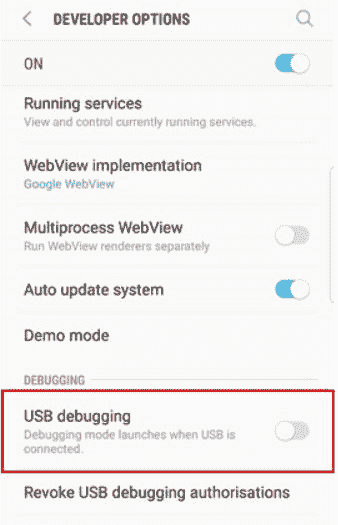 DEVELOPER OPTIONS
ON
Running services
View and control currently running services.
WebView implementation
Google WebView
Multiprocess WebView
Run WebView renderers separately
Auto update system
Demo mode
DEBUGGING
USB debugging
Debugging mode launches when USB is
connected.
Revoke USB debugging authorisations